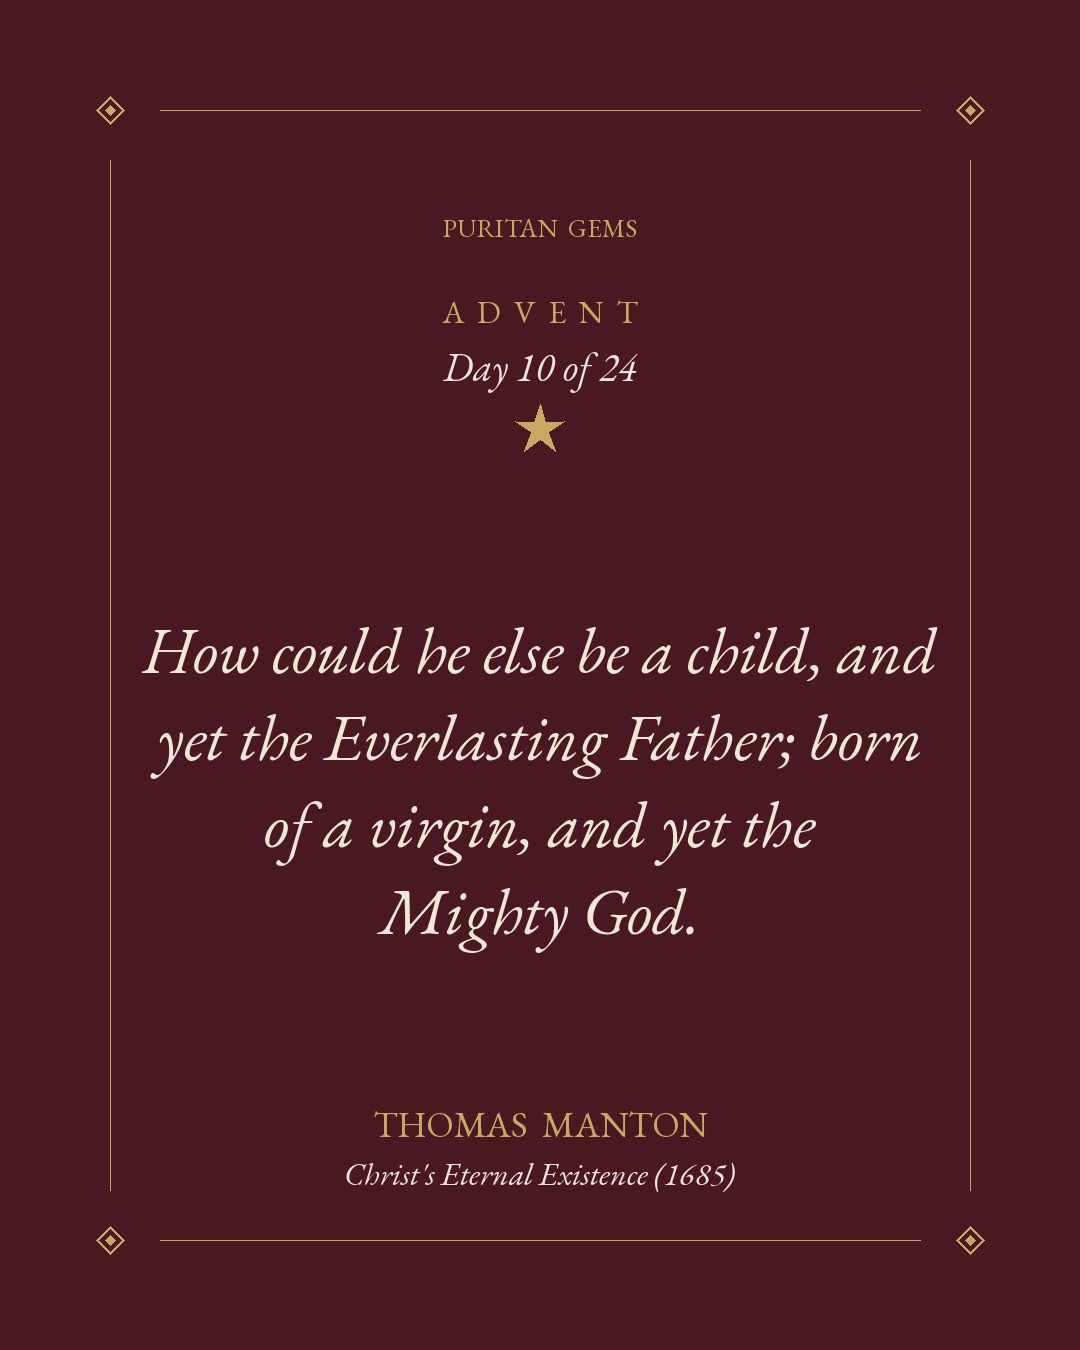 PURITAN GEMS
ADVENT
Day 10 of 24
How could he else be a child, and
yet the Everlasting Father; born
of a virgin, and yet the
Mighty God.
THOMAS MANTON
Christ's Eternal Existence (1685)